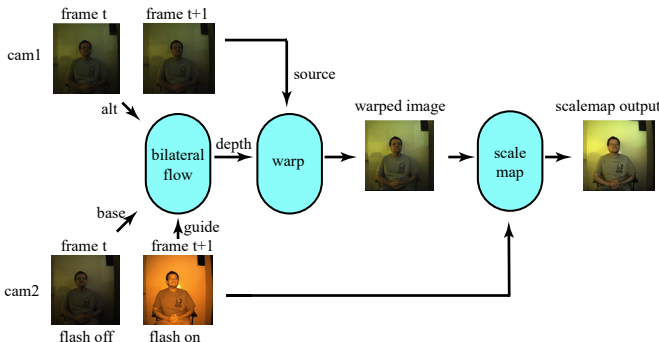 frame t
frame t+1
cam1
source
alt
warped image
scalemap output
bilateral
flow
depth
warp
scale
map
base
guide
frame t
frame t+1
cam2
flash off
flash on